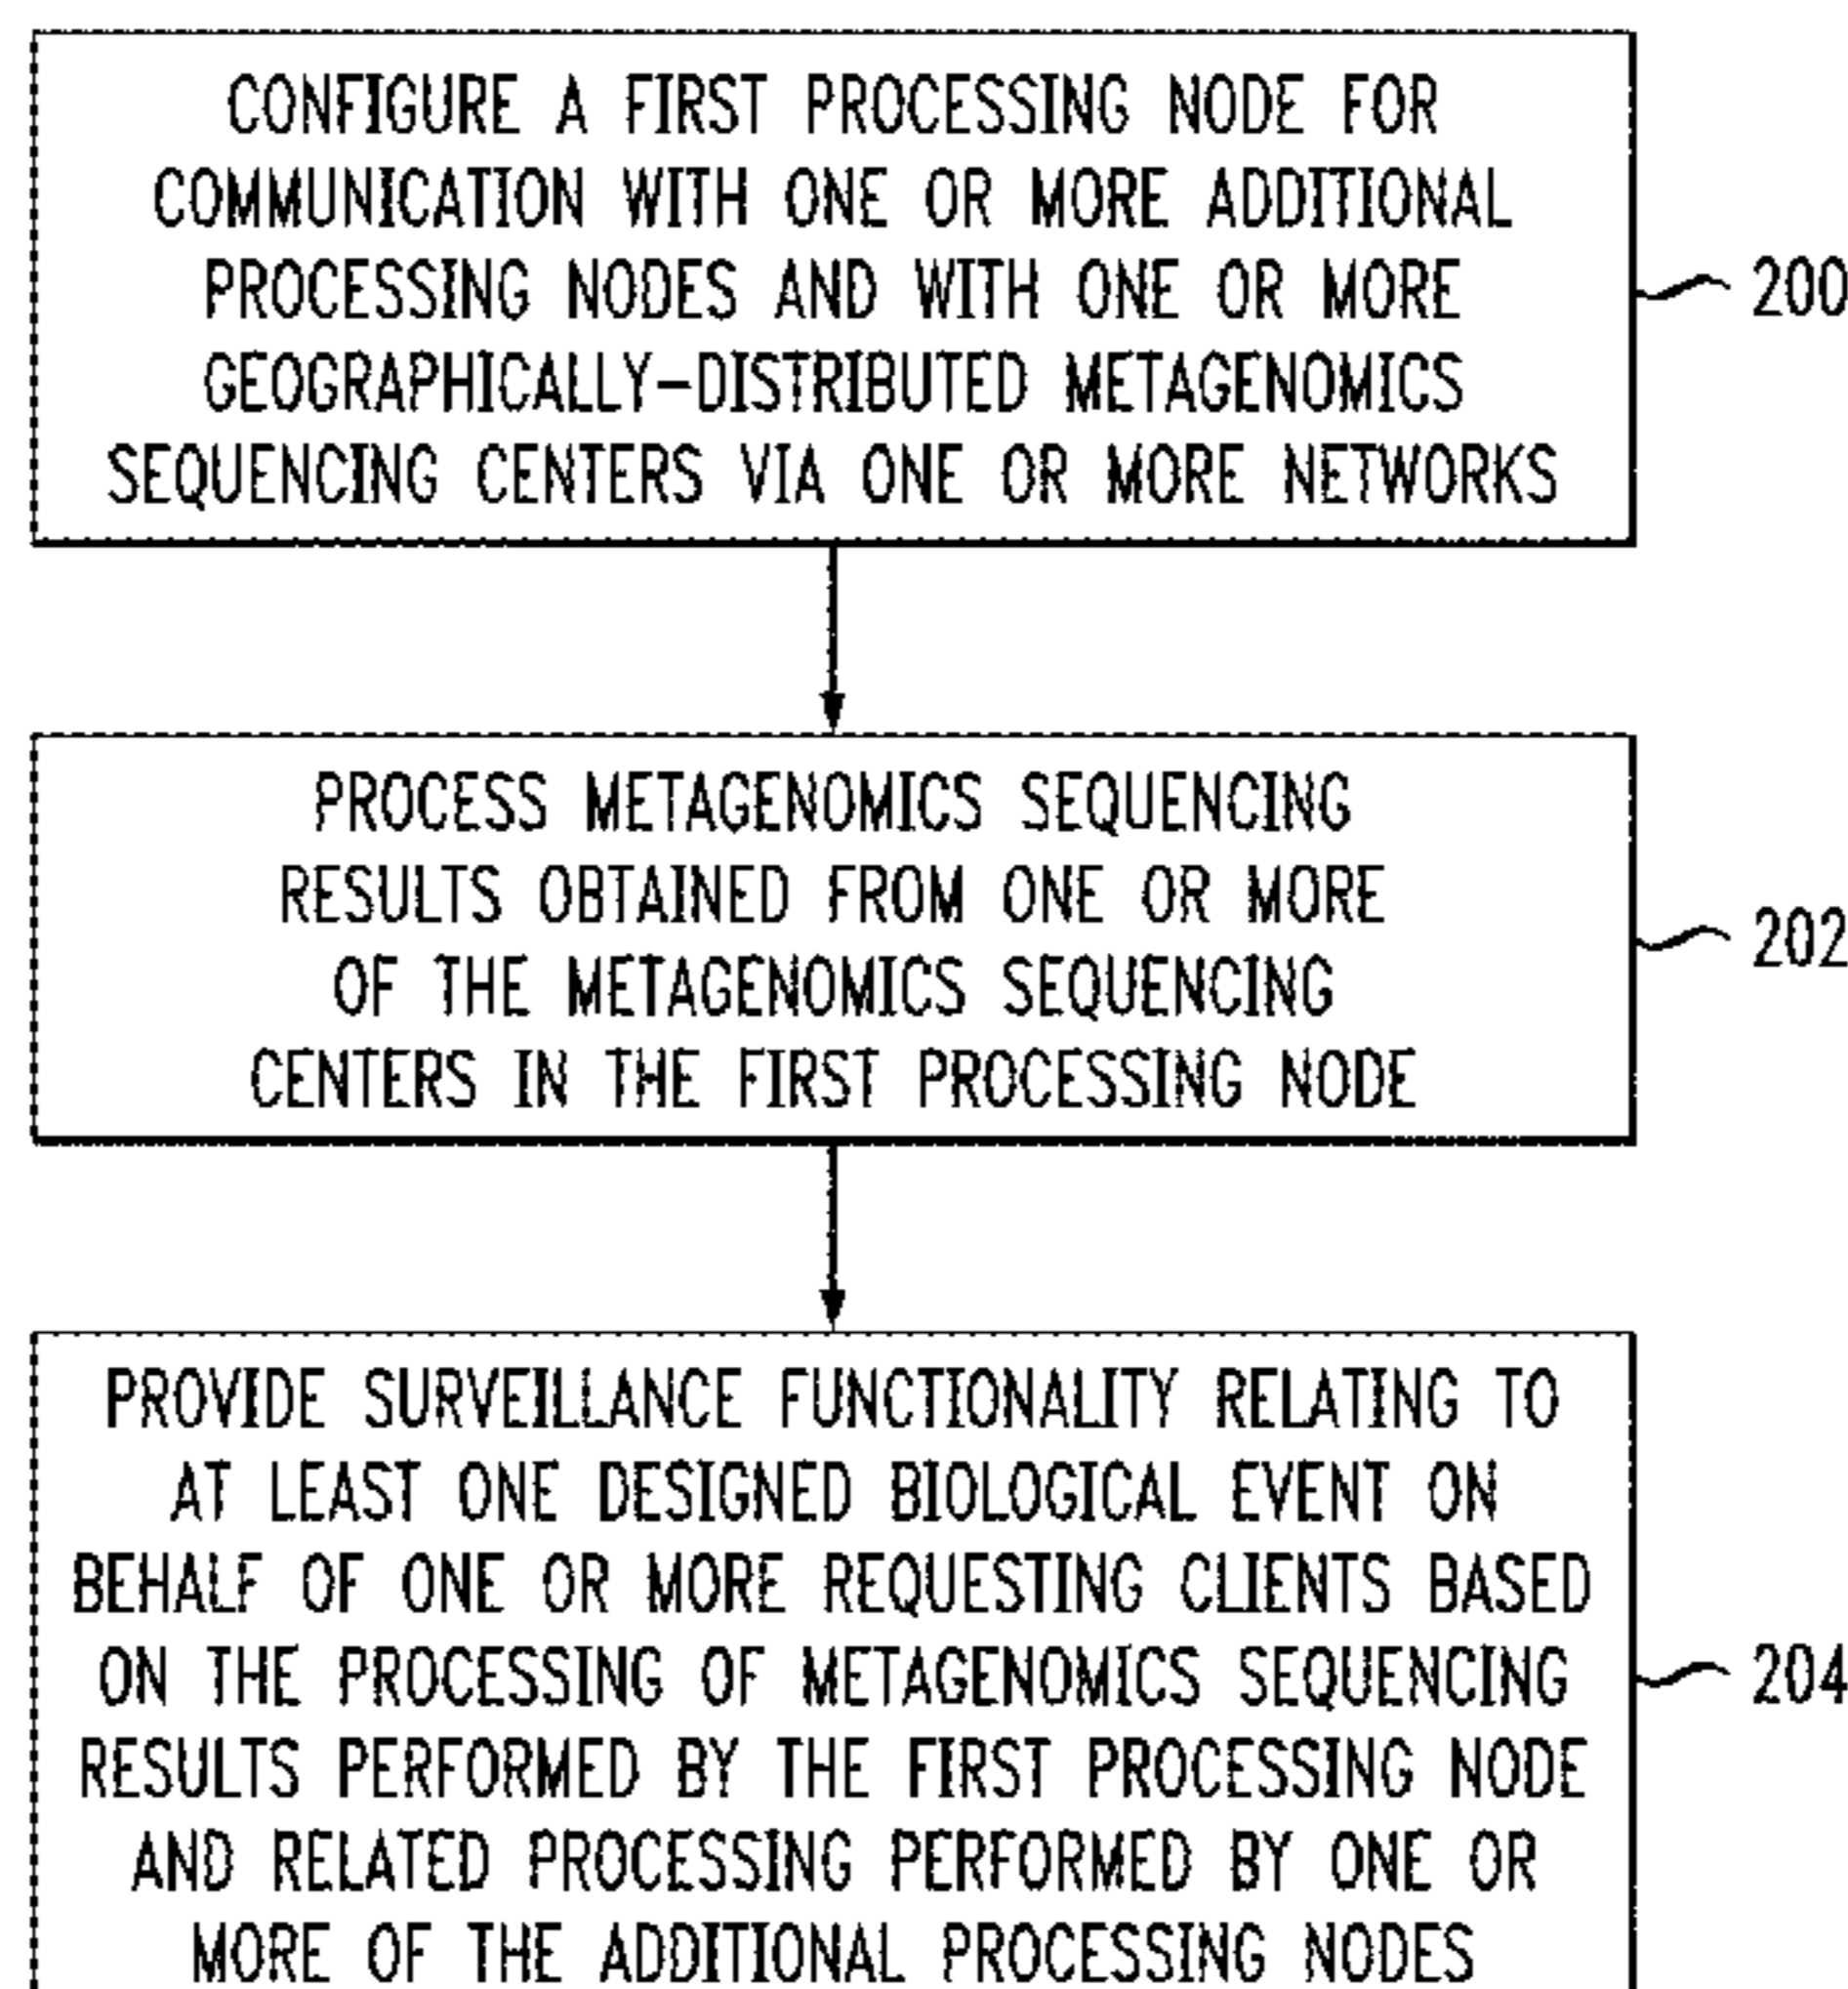 CONFIGURE A FIRST PROCESSING NODE FOR
COMMUNICATION WITH ONE OR MORE ADDITIONAL
PROCESSING NODES AND WITH ONE OR MORE
GEOGRAPHICALLY-DISTRIBUTED METAGENOMICS
SEQUENCING CENTERS VIA ONE OR MORE NETWORKS
200
PROCESS METAGENOMICS SEQUENCING
RESULTS OBTAINED FROM ONE OR MORE
OF THE METAGENOMICS SEQUENCING
CENTERS IN THE FIRST PROCESSING NODE
202
PROVIDE SURVEILLANCE FUNCTIONALITY RELATING TO
AT LEAST ONE DESIGNED BIOLOGICAL EVENT ON
BEHALF OF ONE OR MORE REQUESTING CLIENTS BASED
ON THE PROCESSING OF METAGENOMICS SEQUENCING
RESULTS PERFORMED BY THE FIRST PROCESSING NODE
AND RELATED PROCESSING PERFORMED BY ONE OR
MORE OF THE ADDITIONAL PROCESSING NODES
204